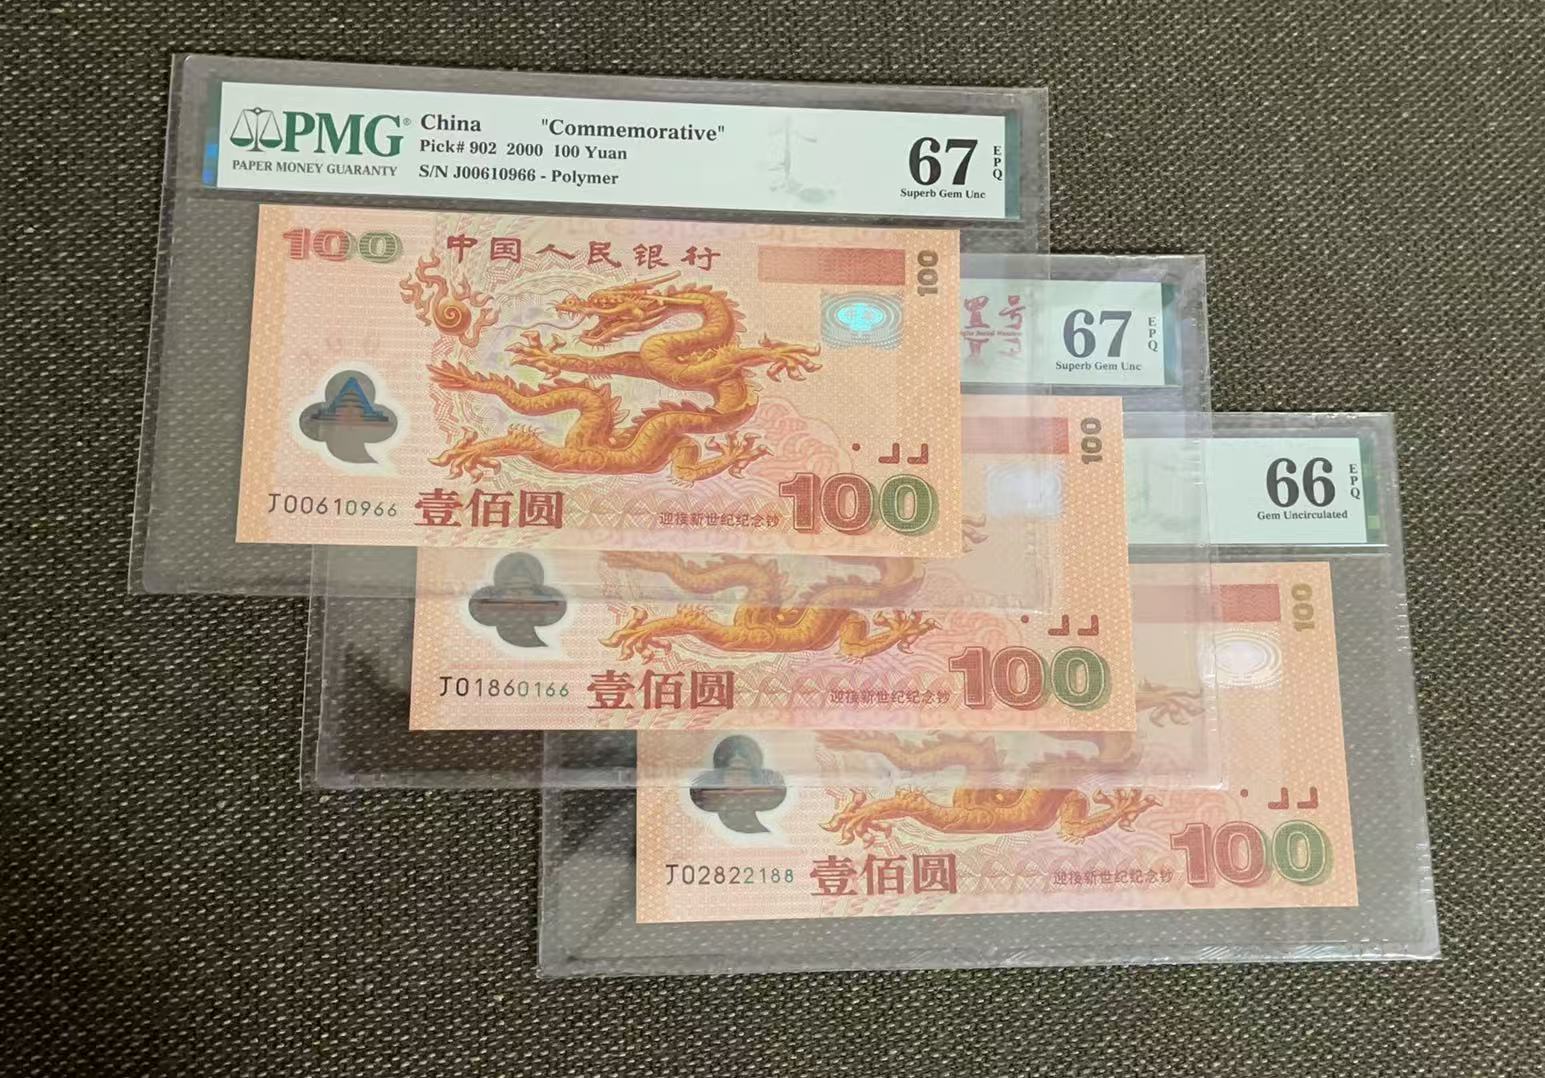 PMG®
PAPER MONEY GUARANTY
China "Commemorative"
Pick# 902 2000 100 Yuan
S/N J00610966 - Polymer
67
EPQ
Superb Gem Unc
100
中国人民银行
100
J00610966
壹佰圆
迎接新世纪纪念钞
100
置号
67
EPQ
Superb Gem Unc
100
J01860166
壹佰圆
迎接新世纪纪念钞
100
66
EPQ
Gem Uncirculated
100
J02822188
壹佰圆
迎接新世纪纪念钞
100